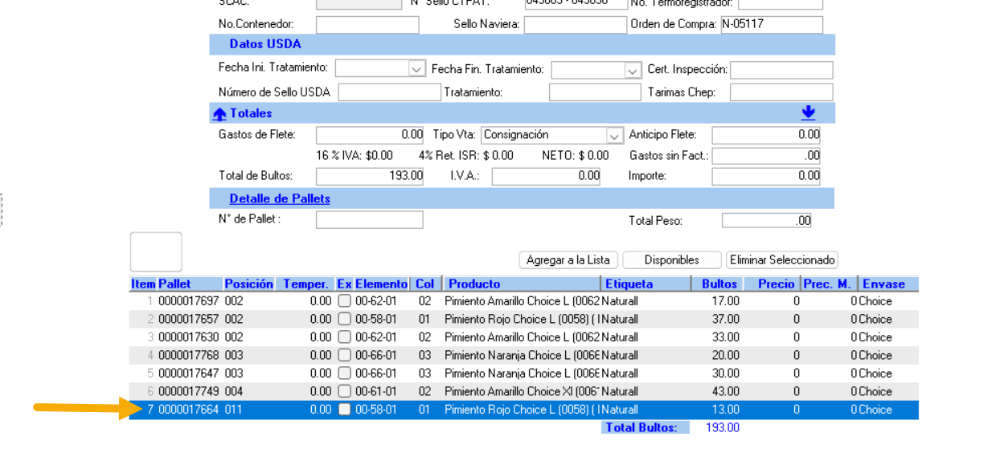 SCAC: N° Sello CTPAT: No. Termoregistrador:
No.Contenedor: Sello Naviera: Orden de Compra: N-05117
Datos USDA
Fecha Ini. Tratamiento: Fecha Fin. Tratamiento: Cert. Inspección:
Número de Sello USDA Tratamiento: Tarimas Chep:
Totales
Gastos de Flete: 0.00 Tipo Vta: Consignación Anticipo Flete: 0.00
16 % IVA: $0.00 4% Ret. ISR: $ 0.00 NETO: $ 0.00 Gastos sin Fact.: .00
Total de Bultos: 193.00 I.V.A.: 0.00 Importe: 0.00
Detalle de Pallets
N° de Pallet : Total Peso: .00
Agregar a la Lista Disponibles Eliminar Seleccionado
Item Pallet Posición Temper. Ex Elemento Col Producto Etiqueta Bultos Precio Prec. M. Envase
1 0000017697 002 0.00 00-62-01 02 Pimiento Amarillo Choice L (0062 Naturall 17.00 0 0 Choice
2 0000017657 002 0.00 00-58-01 01 Pimiento Rojo Choice L (0058) ( I Naturall 37.00 0 0 Choice
3 0000017630 002 0.00 00-62-01 02 Pimiento Amarillo Choice L (0062 Naturall 33.00 0 0 Choice
4 0000017768 003 0.00 00-66-01 03 Pimiento Naranja Choice L (0066 Naturall 20.00 0 0 Choice
5 0000017647 003 0.00 00-66-01 03 Pimiento Naranja Choice L (0066 Naturall 30.00 0 0 Choice
6 0000017749 004 0.00 00-61-01 02 Pimiento Amarillo Choice Xl (006 Naturall 43.00 0 0 Choice
7 0000017664 011 0.00 00-58-01 01 Pimiento Rojo Choice L (0058) ( I Naturall 13.00 0 0 Choice
Total Bultos: 193.00